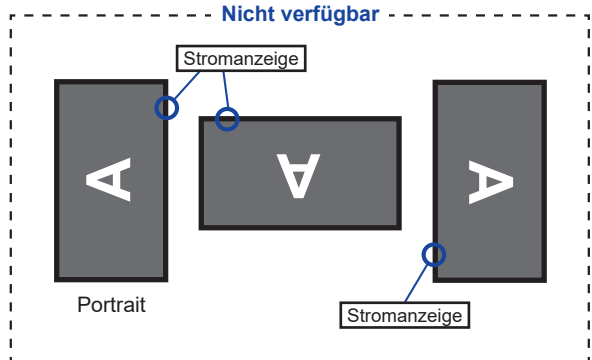 Nicht verfügbar
Stromanzeige
A
A
A
Portrait
Stromanzeige